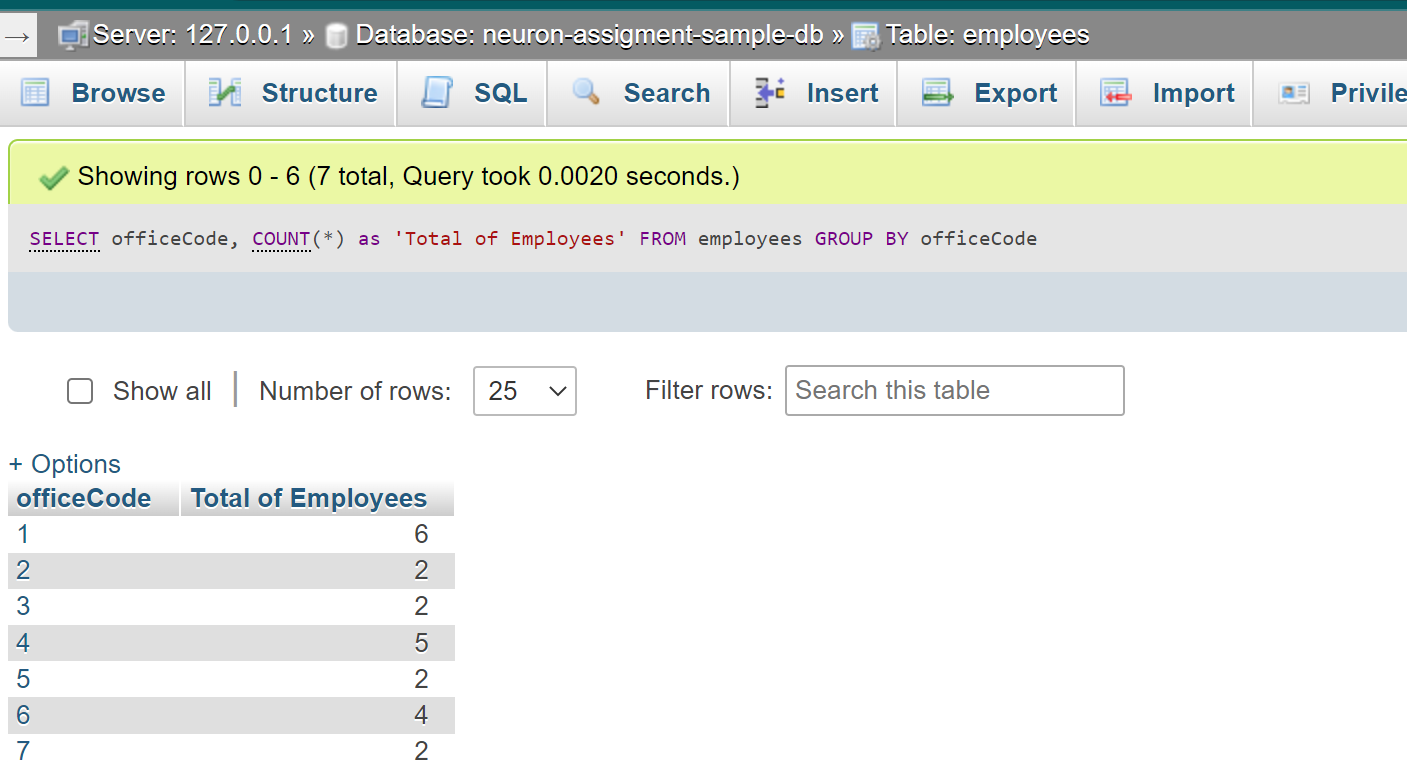 → Server: 127.0.0.1 » Database: neuron-assigment-sample-db » Table: employees
Browse Structure SQL Search Insert Export Import Privile
Showing rows 0 - 6 (7 total, Query took 0.0020 seconds.)
SELECT officeCode, COUNT(*) as 'Total of Employees' FROM employees GROUP BY officeCode
Show all | Number of rows: 25 Filter rows: Search this table
+ Options
officeCode Total of Employees
1 6
2 2
3 2
4 5
5 2
6 4
7 2